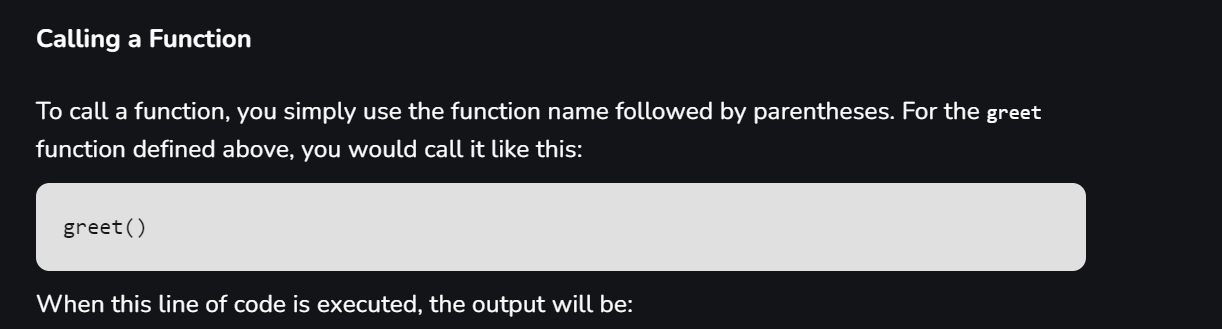 Calling a Function
To call a function, you simply use the function name followed by parentheses. For the greet
function defined above, you would call it like this:
greet()
When this line of code is executed, the output will be: